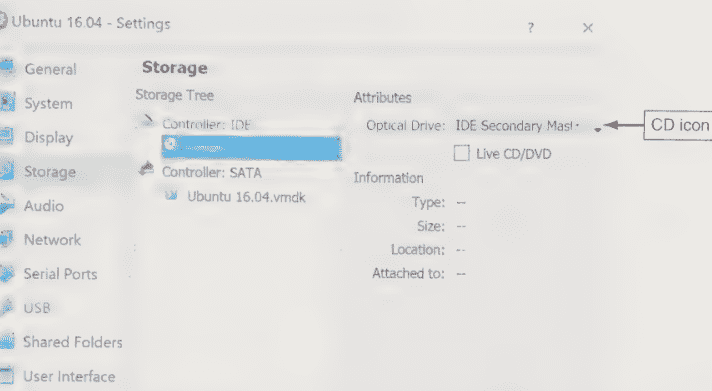 Ubuntu 16.04 - Settings
? ×
General
System
Display
Storage
Audio
Network
Serial Ports
USB
Shared Folders
User Interface
Storage
Storage Tree
Controller: IDE
Controller: SATA
Ubuntu 16.04.vmdk
Attributes
Optical Drive: IDE Secondary Mast
CD icon
Live CD/DVD
Information
Type: --
Size: --
Location: --
Attached to: --